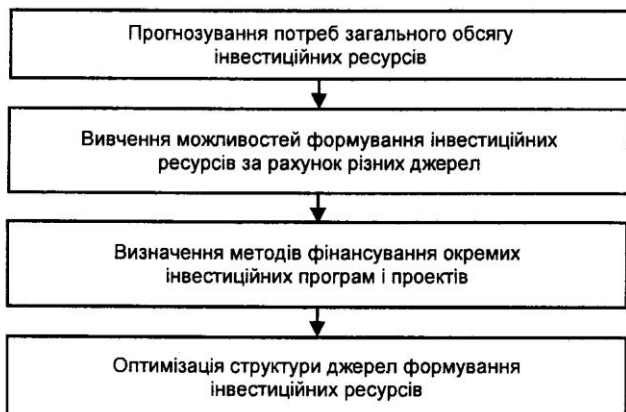 Прогнозування потреб загального обсягу
інвестиційних ресурсів
Вивчення можливостей формування інвестиційних
ресурсів за рахунок різних джерел
Визначення методів фінансування окремих
інвестиційних програм і проектів
Оптимізація структури джерел формування
інвестиційних ресурсів